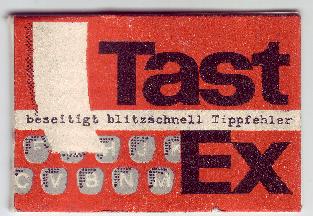 Tast
beseitigt blitzschnell Tippfehler
Ex
C V B N M